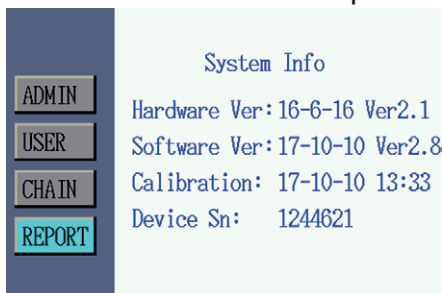 System Info
ADMIN
Hardware Ver:16-6-16 Ver2.1
USER
Software Ver:17-10-10 Ver2.8
CHAIN
Calibration: 17-10-10 13:33
REPORT
Device Sn: 1244621